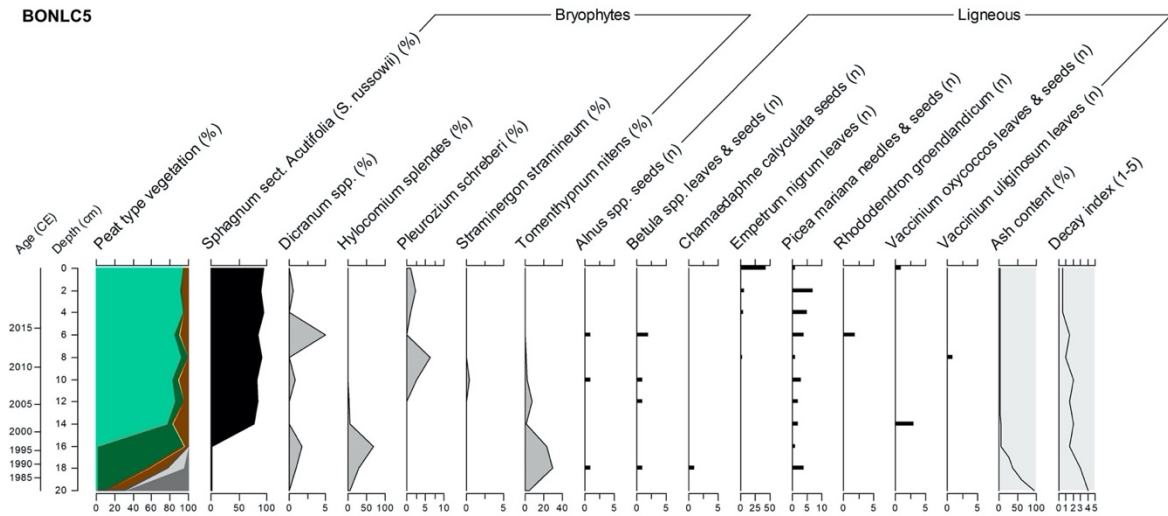 BONLC5
Bryophytes
Ligneous
Age (CE)
Depth (cm)
Peat type vegetation (%)
Sphagnum sect. Acutifolia (S. russowii) (%)
Dicranum spp. (%)
Hylocomium splendes (%)
Pleurozium schreberi (%)
Straminergon stramineum (%)
Tomenthypnum nitens (%)
Alnus spp. seeds (n)
Betula spp. leaves & seeds (n)
Chamaedaphne calyculata seeds (n)
Empetrum nigrum leaves (n)
Picea mariana needles & seeds (n)
Rhododendron groenlandicum (n)
Vaccinium oxycoccos leaves & seeds (n)
Vaccinium uliginosum leaves (n)
Ash content (%)
Decay index (1-5)
0
2
4
2015 6
8
2010
10
2005 12
14
2000
16
1995
1990 18
1985
20
0 20 40 60 80 100 0 20 40 60 80 100 0 5 0 50 100 0 5 10 0 5 0 20 40 0 5 0 5 0 5 0 25 50 0 5 10 0 5 0 5 0 5 0 50 100 0 1 2 3 4 5